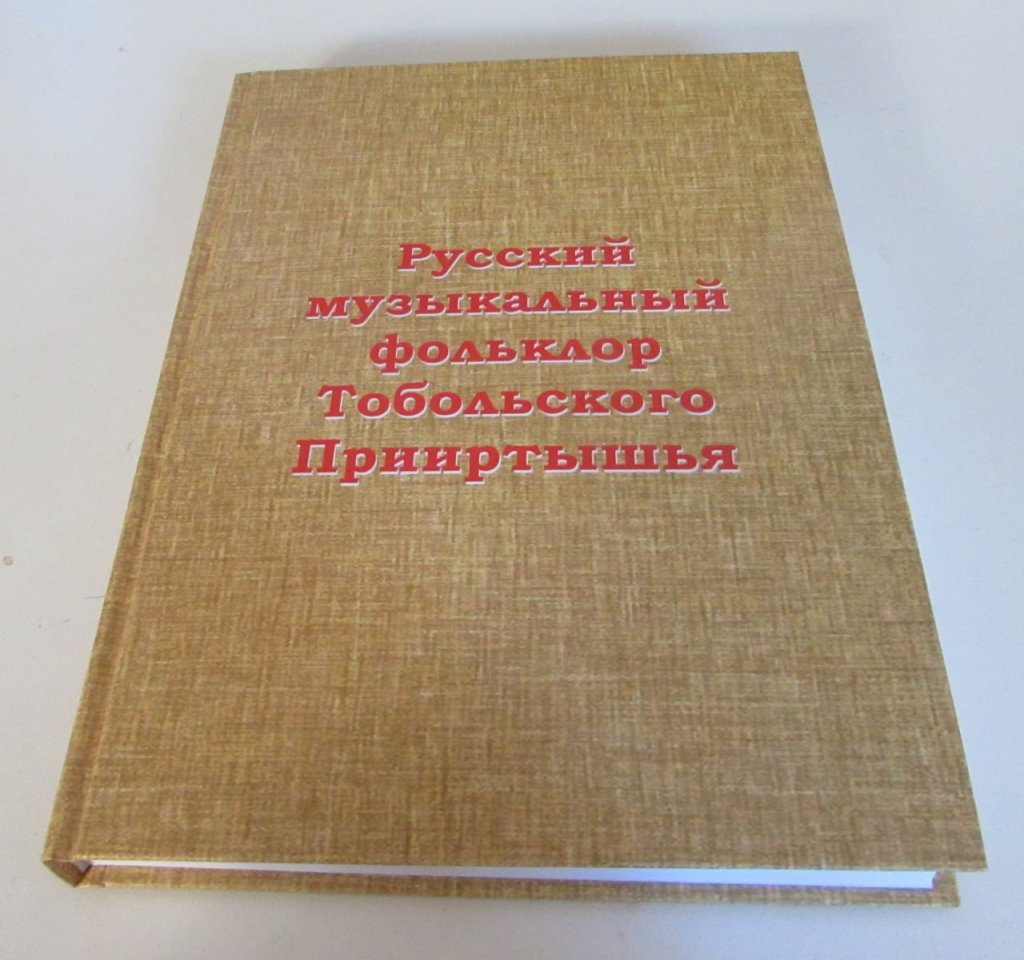 Русский
музыкальный
фольклор
Тобольского
Прииртышья